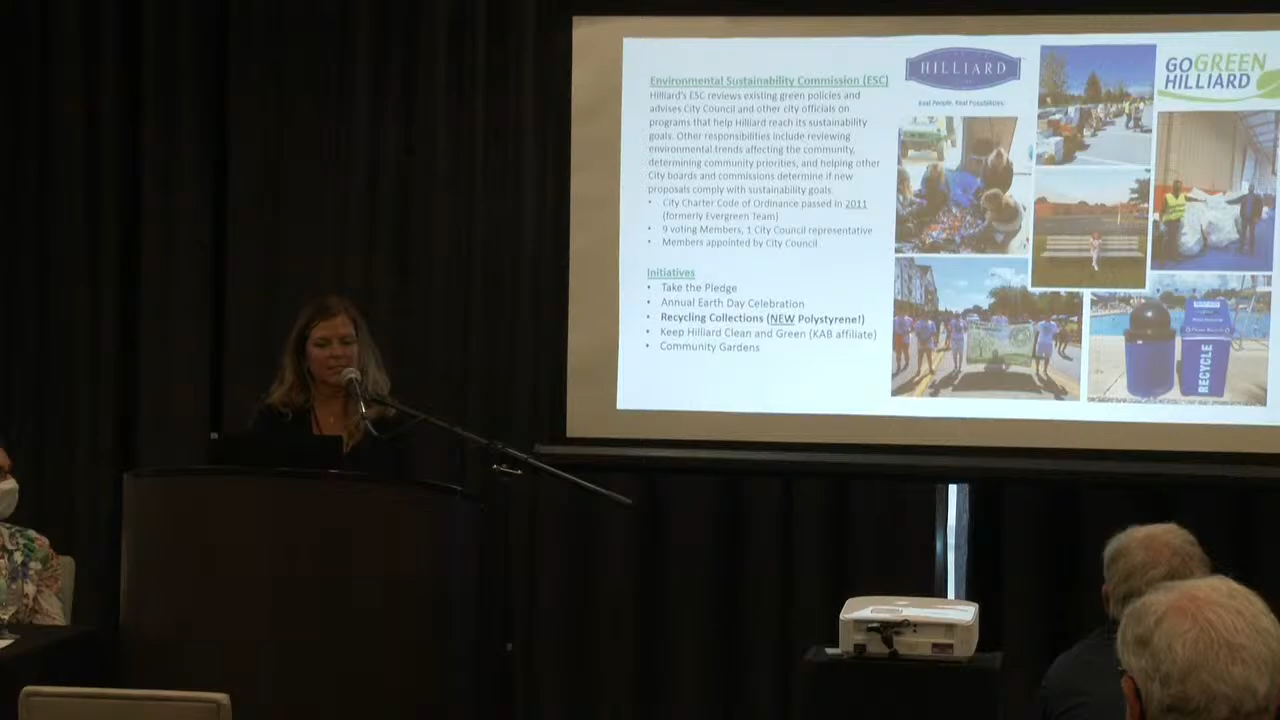 Environmental Sustainability Commission (ESC)
Hilliard's ESC reviews existing green policies and
advises City Council and other city officials on
programs that help Hilliard reach its sustainability
goals. Other responsibilities include reviewing
environmental trends affecting the community,
determining community priorities, and helping other
City boards and commissions determine if new
proposals comply with sustainability goals.
• City Charter Code of Ordinance passed in 2011
(formerly Evergreen Team)
• 9 voting Members, 1 City Council representative
• Members appointed by City Council
Initiatives
• Take the Pledge
• Annual Earth Day Celebration
• Recycling Collections (NEW Polystyrene!)
• Keep Hilliard Clean and Green (KAB affiliate)
• Community Gardens
HILLIARD
Real People. Real Possibilities.
GOGREEN
HILLIARD
RECYCLE